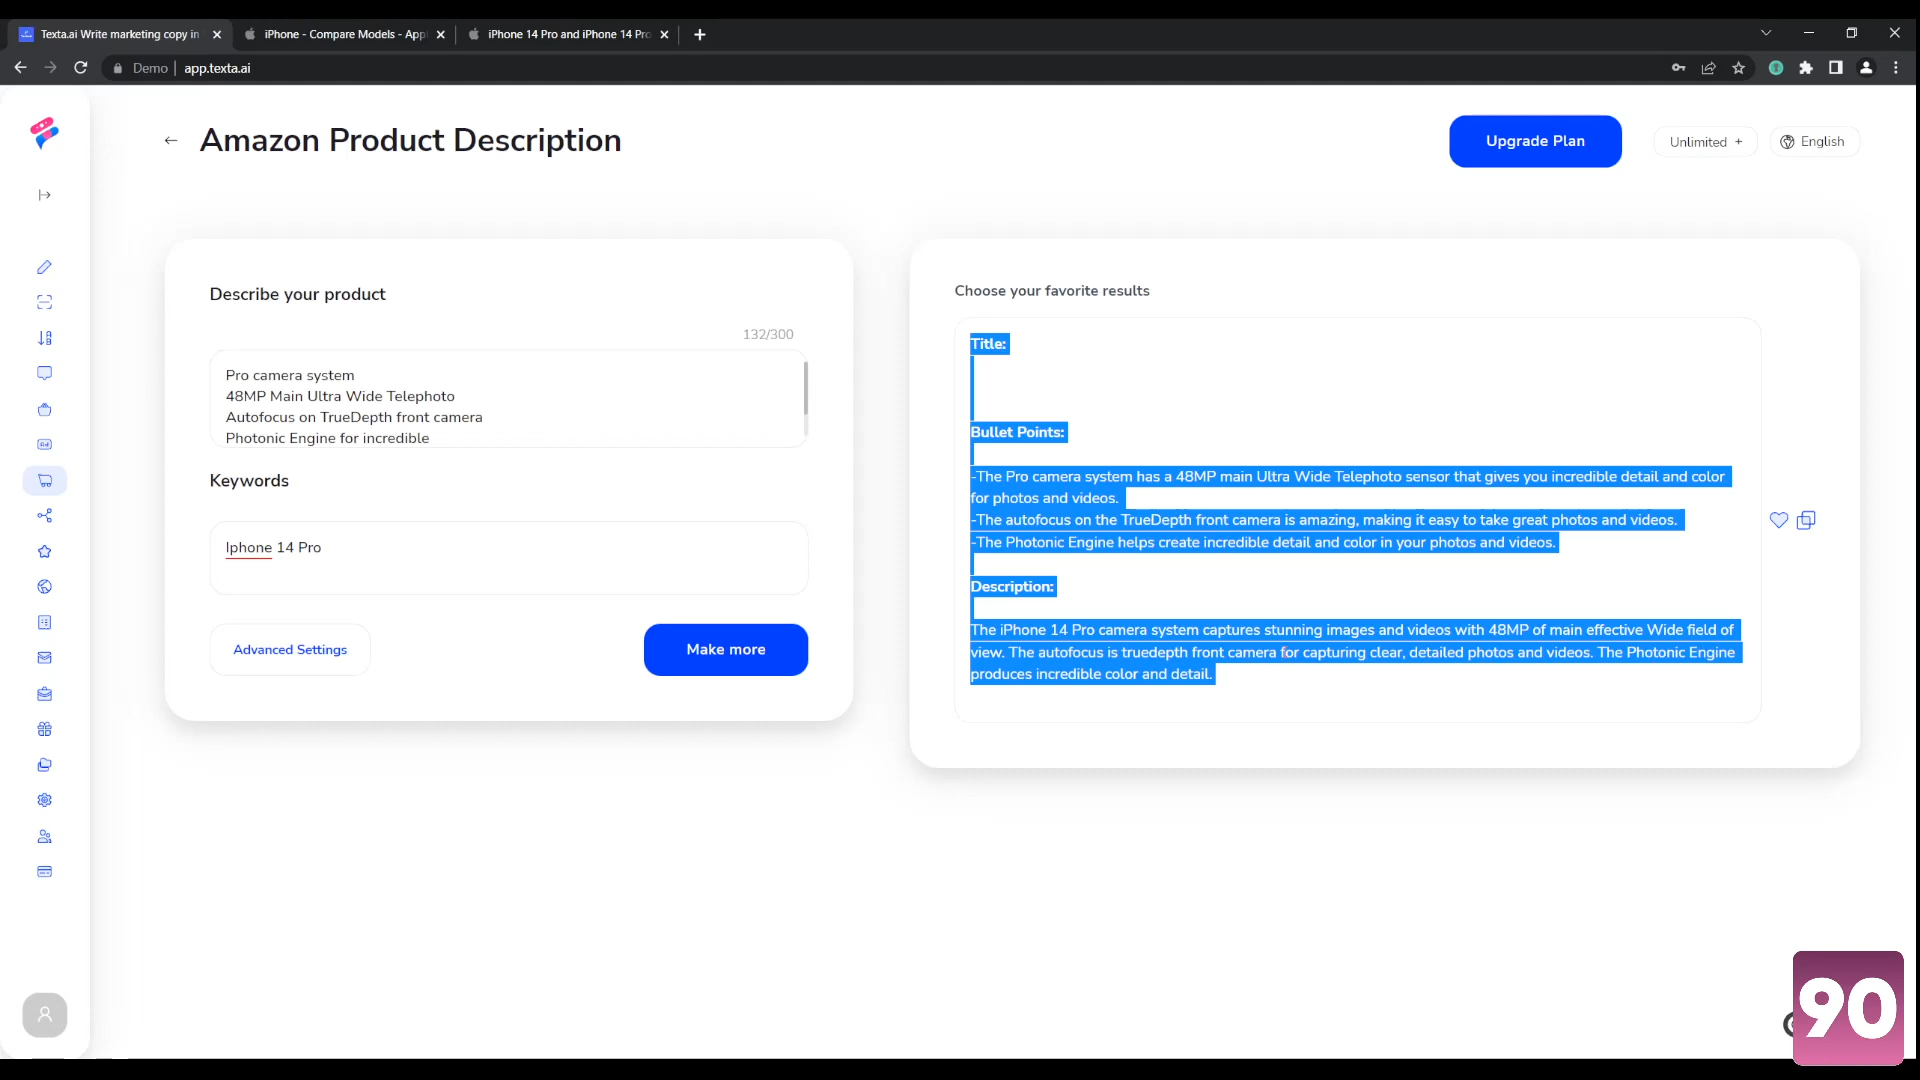 Texta.ai Write marketing copy in
iPhone - Compare Models - Appl
iPhone 14 Pro and iPhone 14 Pro
Demo
app.texta.ai
Amazon Product Description
Upgrade Plan
Unlimited +
English
Describe your product
132/300
Pro camera system
48MP Main Ultra Wide Telephoto
Autofocus on TrueDepth front camera
Photonic Engine for incredible
Keywords
Iphone 14 Pro
Advanced Settings
Make more
Choose your favorite results
Title:
Bullet Points:
-The Pro camera system has a 48MP main Ultra Wide Telephoto sensor that gives you incredible detail and color
for photos and videos.
-The autofocus on the TrueDepth front camera is amazing, making it easy to take great photos and videos.
-The Photonic Engine helps create incredible detail and color in your photos and videos.
Description:
The iPhone 14 Pro camera system captures stunning images and videos with 48MP of main effective Wide field of
view. The autofocus is truedepth front camera for capturing clear, detailed photos and videos. The Photonic Engine
produces incredible color and detail.
90